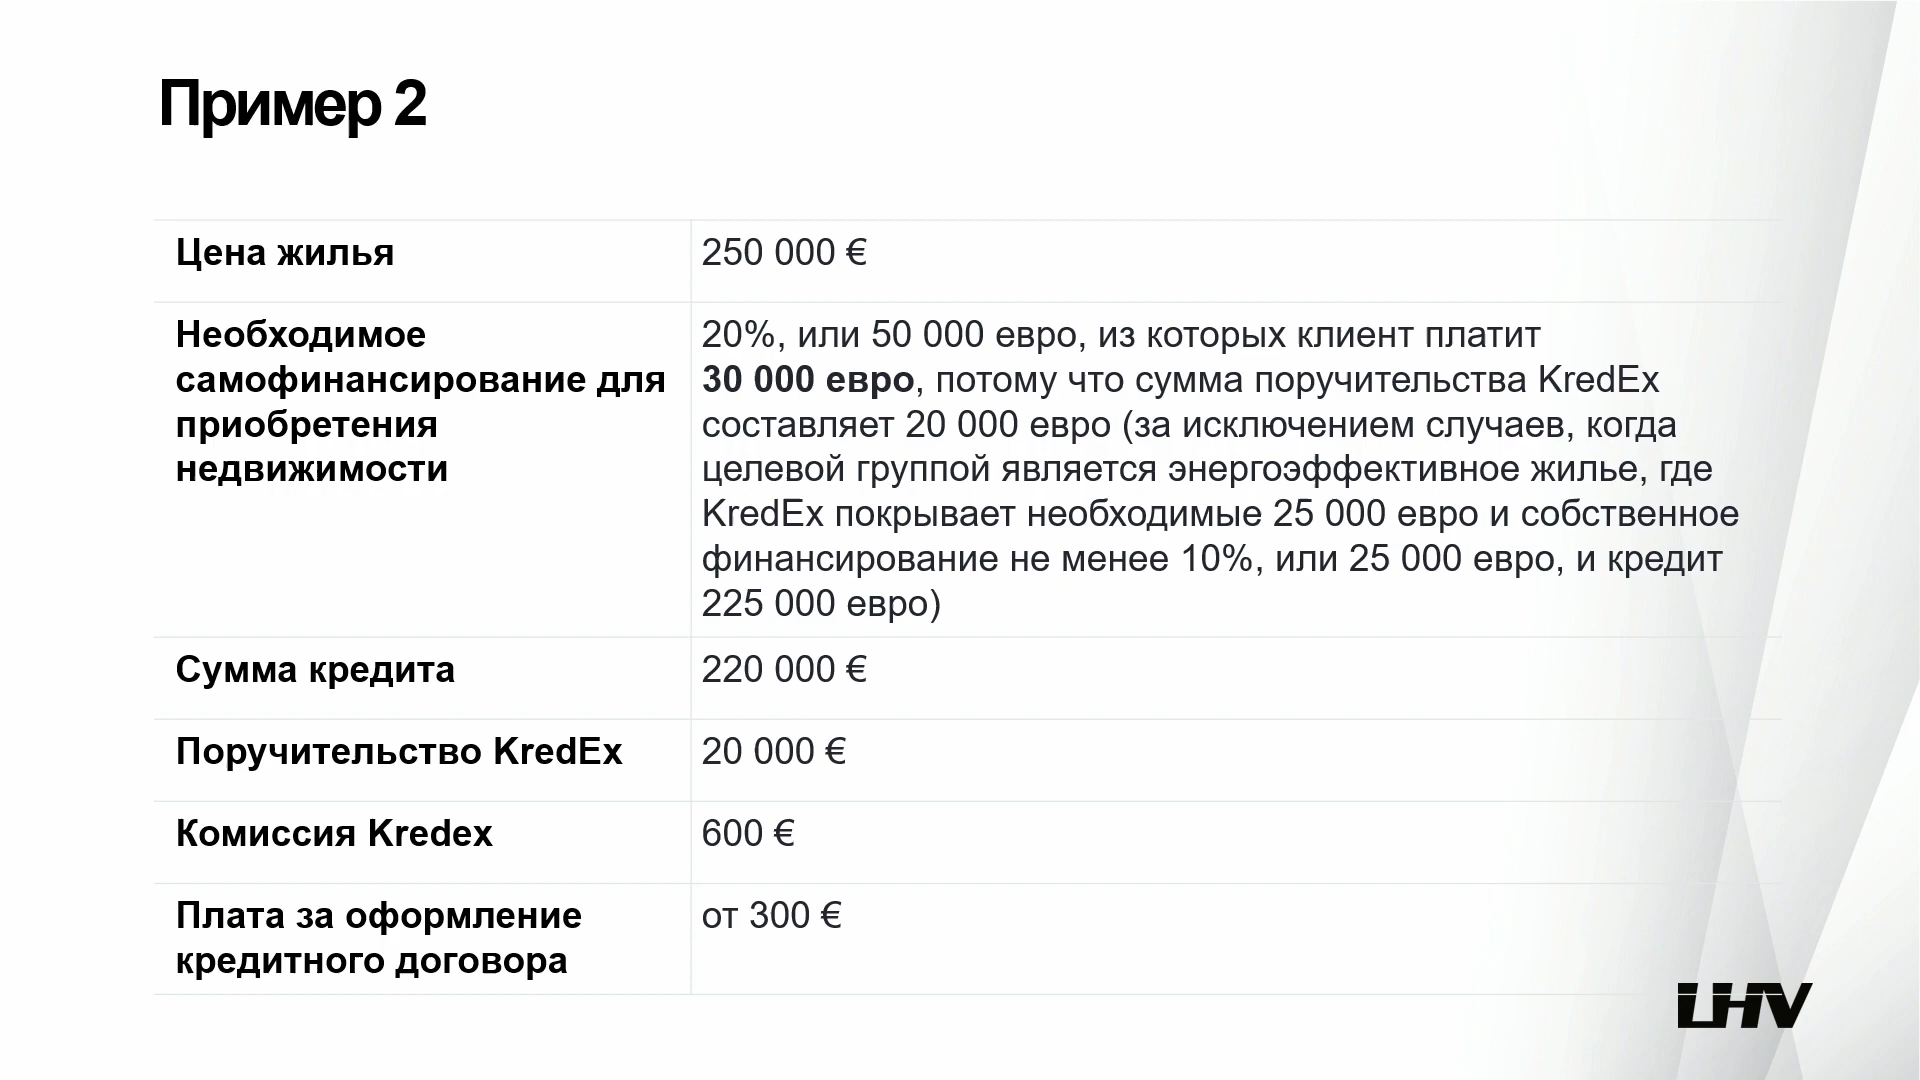 Пример 2
Цена жилья
250 000 €
Необходимое
самофинансирование для
приобретения
недвижимости
20%, или 50 000 евро, из которых клиент платит
30 000 евро, потому что сумма поручительства KredEx
составляет 20 000 евро (за исключением случаев, когда
целевой группой является энергоэффективное жилье, где
KredEx покрывает необходимые 25 000 евро и собственное
финансирование не менее 10%, или 25 000 евро, и кредит
225 000 евро)
Сумма кредита
220 000 €
Поручительство KredEx
20 000 €
Комиссия Kredex
600 €
Плата за оформление
кредитного договора
от 300 €
LHV